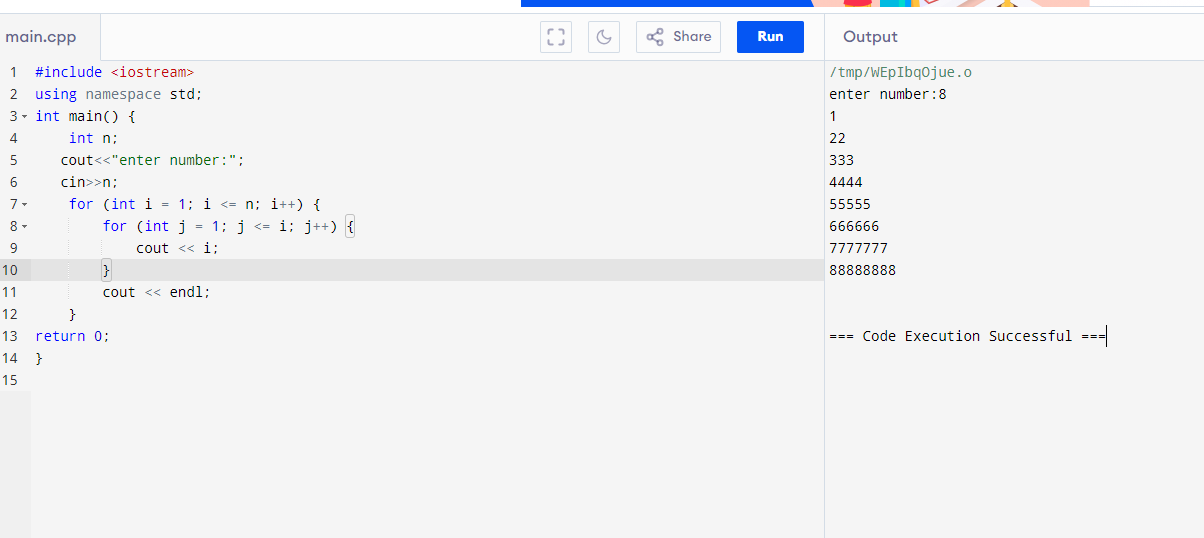 main.cpp
Share
Run
Output
1 #include <iostream>
2 using namespace std;
3 int main() {
4     int n;
5    cout<<"enter number:";
6    cin>>n;
7     for (int i = 1; i <= n; i++) {
8         for (int j = 1; j <= i; j++) {
9             cout << i;
10         }
11         cout << endl;
12     }
13 return 0;
14 }
15
/tmp/WEpIbqOjue.o
enter number:8
1
22
333
4444
55555
666666
7777777
88888888
=== Code Execution Successful ===